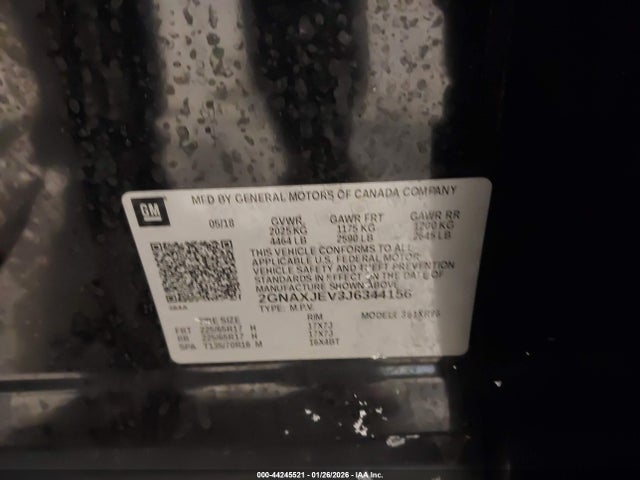 GM
MFD BY GENERAL MOTORS OF CANADA COMPANY
05/18 GVWR GAWR FRT GAWR RR
2025 KG 1175 KG 1200 KG
4464 LB 2590 LB 2645 LB
THIS VEHICLE CONFORMS TO ALL
APPLICABLE U.S. FEDERAL MOTOR
VEHICLE SAFETY AND THEFT PREVENTION
STANDARDS IN EFFECT ON THE DATE OF
MANUFACTURE SHOWN ABOVE.
2GNAXJEV3J6344156
TYPE: M.P.V. MODEL:
TIRE SIZE RIM
FRT 225/65R17 H 17X7J
RR 225/65R17 H 17X7J
SPA T135/70R16 M 16X4BT
000-44245521 - 01/26/2026 - IAA Inc.